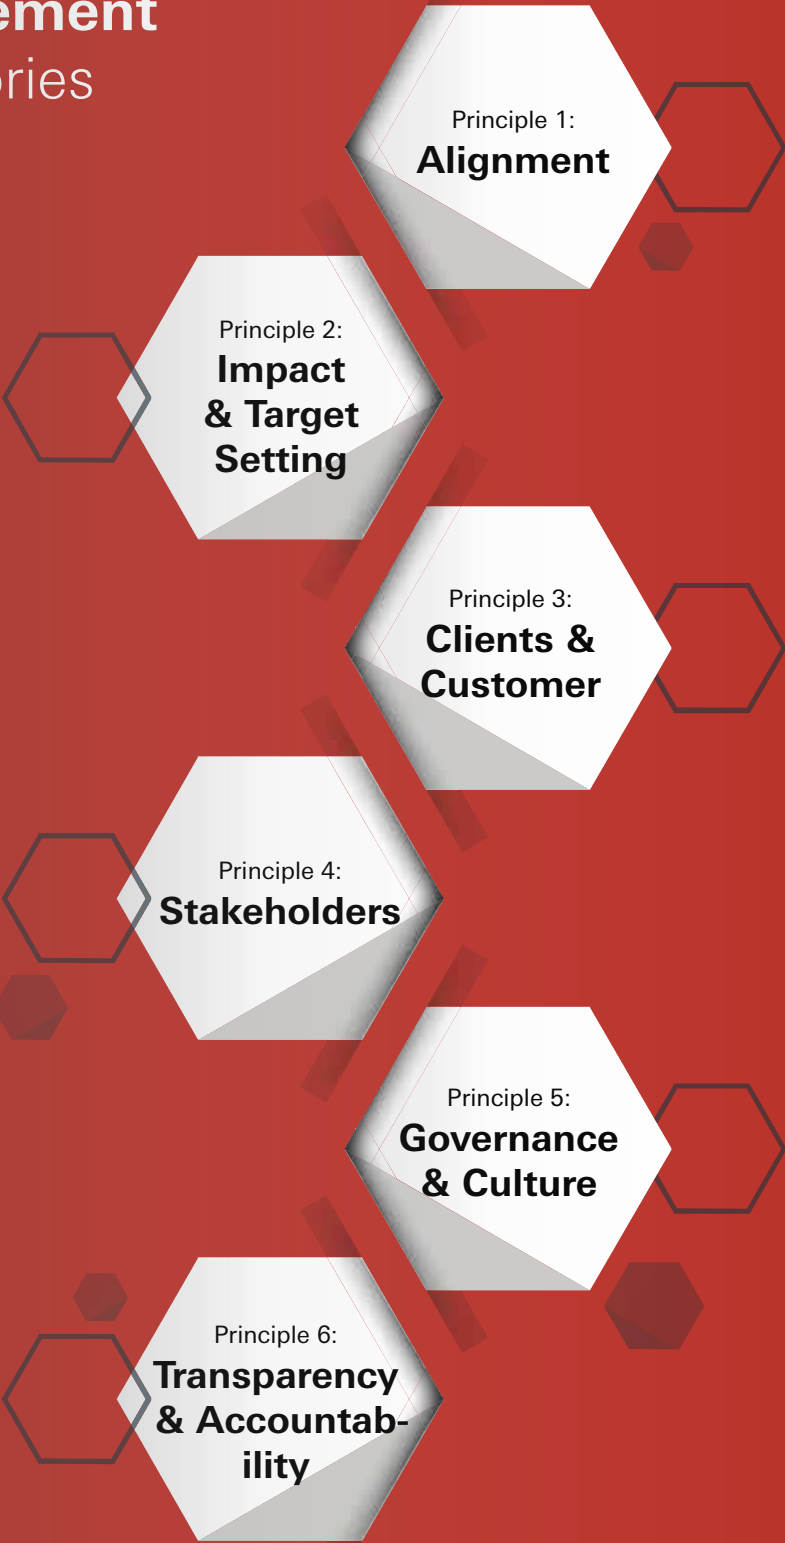 ement
ories
Principle 1:
Alignment
Principle 2:
Impact
& Target
Setting
Principle 3:
Clients &
Customer
Principle 4:
Stakeholders
Principle 5:
Governance
& Culture
Principle 6:
Transparency
& Accountab-
ility